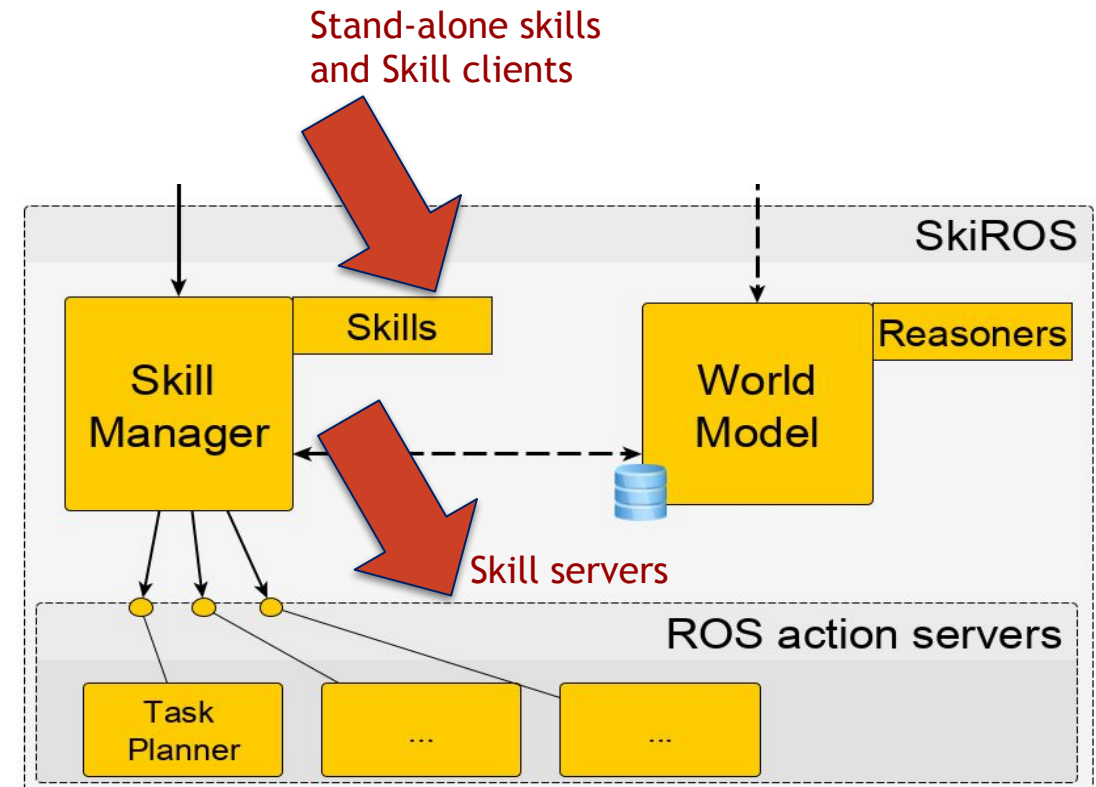 Stand-alone skills
and Skill clients
SkiROS
Skills
Reasoners
Skill
Manager
World
Model
Skill servers
ROS action servers
Task
Planner
...
...